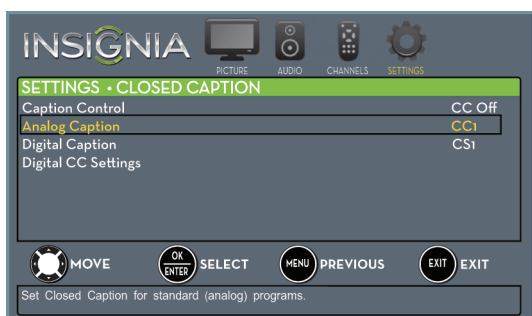 INSIGNIA
PICTURE AUDIO CHANNELS SETTINGS
SETTINGS • CLOSED CAPTION
Caption Control CC Off
Analog Caption CC1
Digital Caption CS1
Digital CC Settings
MOVE OK ENTER SELECT MENU PREVIOUS EXIT EXIT
Set Closed Caption for standard (analog) programs.